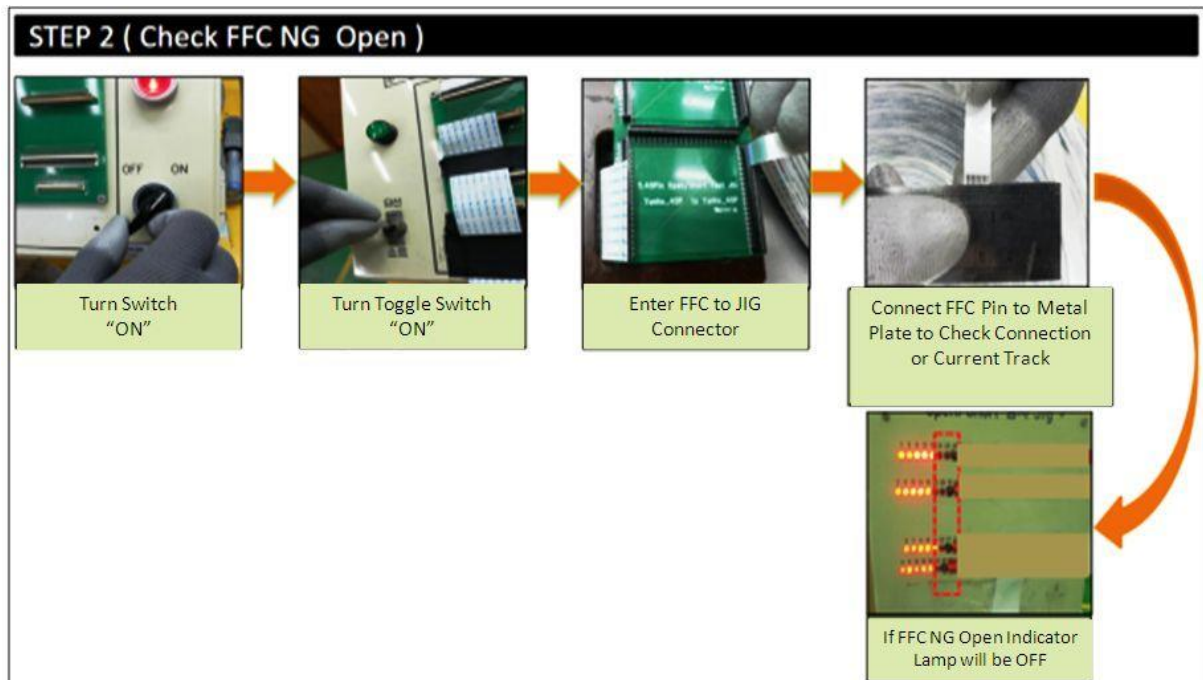 STEP 2 ( Check FFC NG Open )
OFF ON
Turn Switch
“ON”
Turn Toggle Switch
“ON”
Enter FFC to JIG
Connector
Connect FFC Pin to Metal
Plate to Check Connection
or Current Track
If FFC NG Open Indicator
Lamp will be OFF